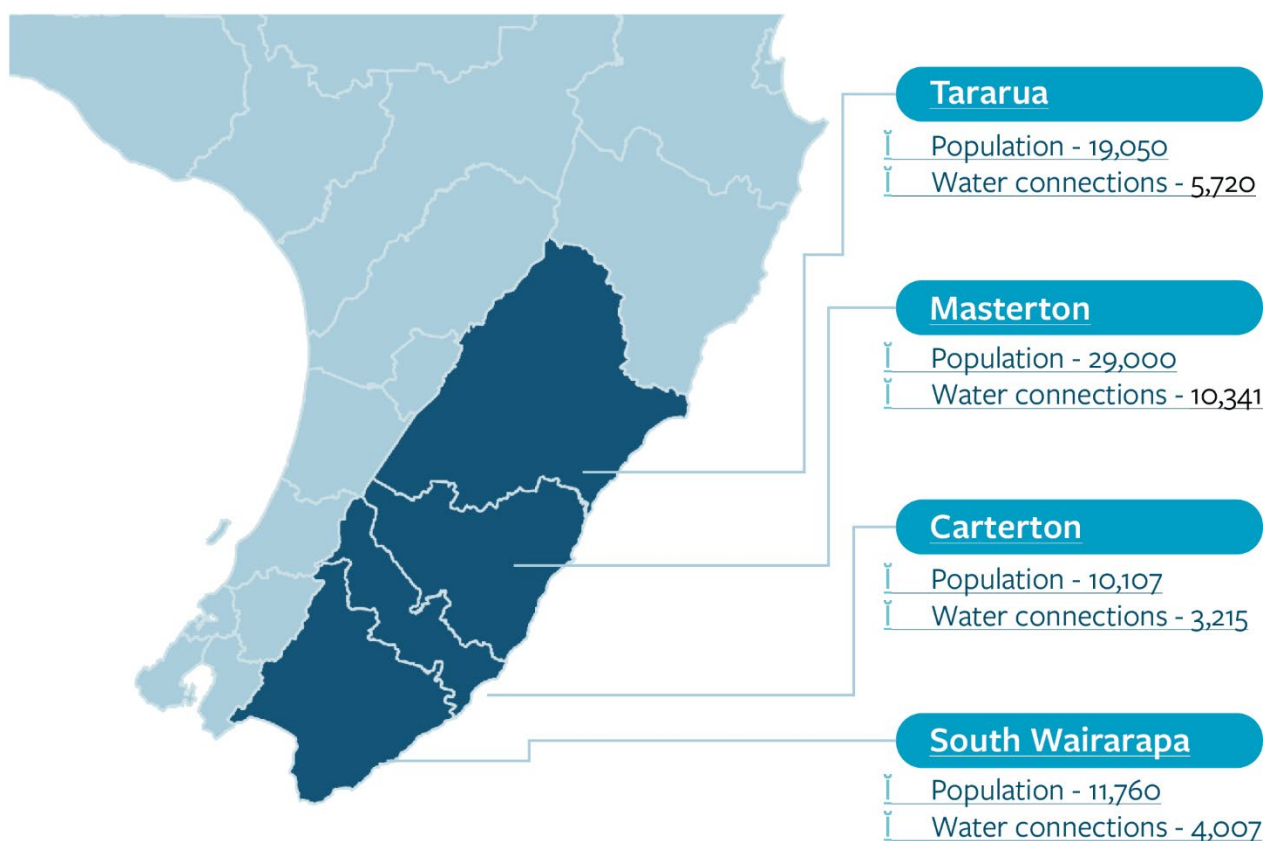 Tararua
Population - 19,050
Water connections - 5,720
Masterton
Population - 29,000
Water connections - 10,341
Carterton
Population - 10,107
Water connections - 3,215
South Wairarapa
Population - 11,760
Water connections - 4,007